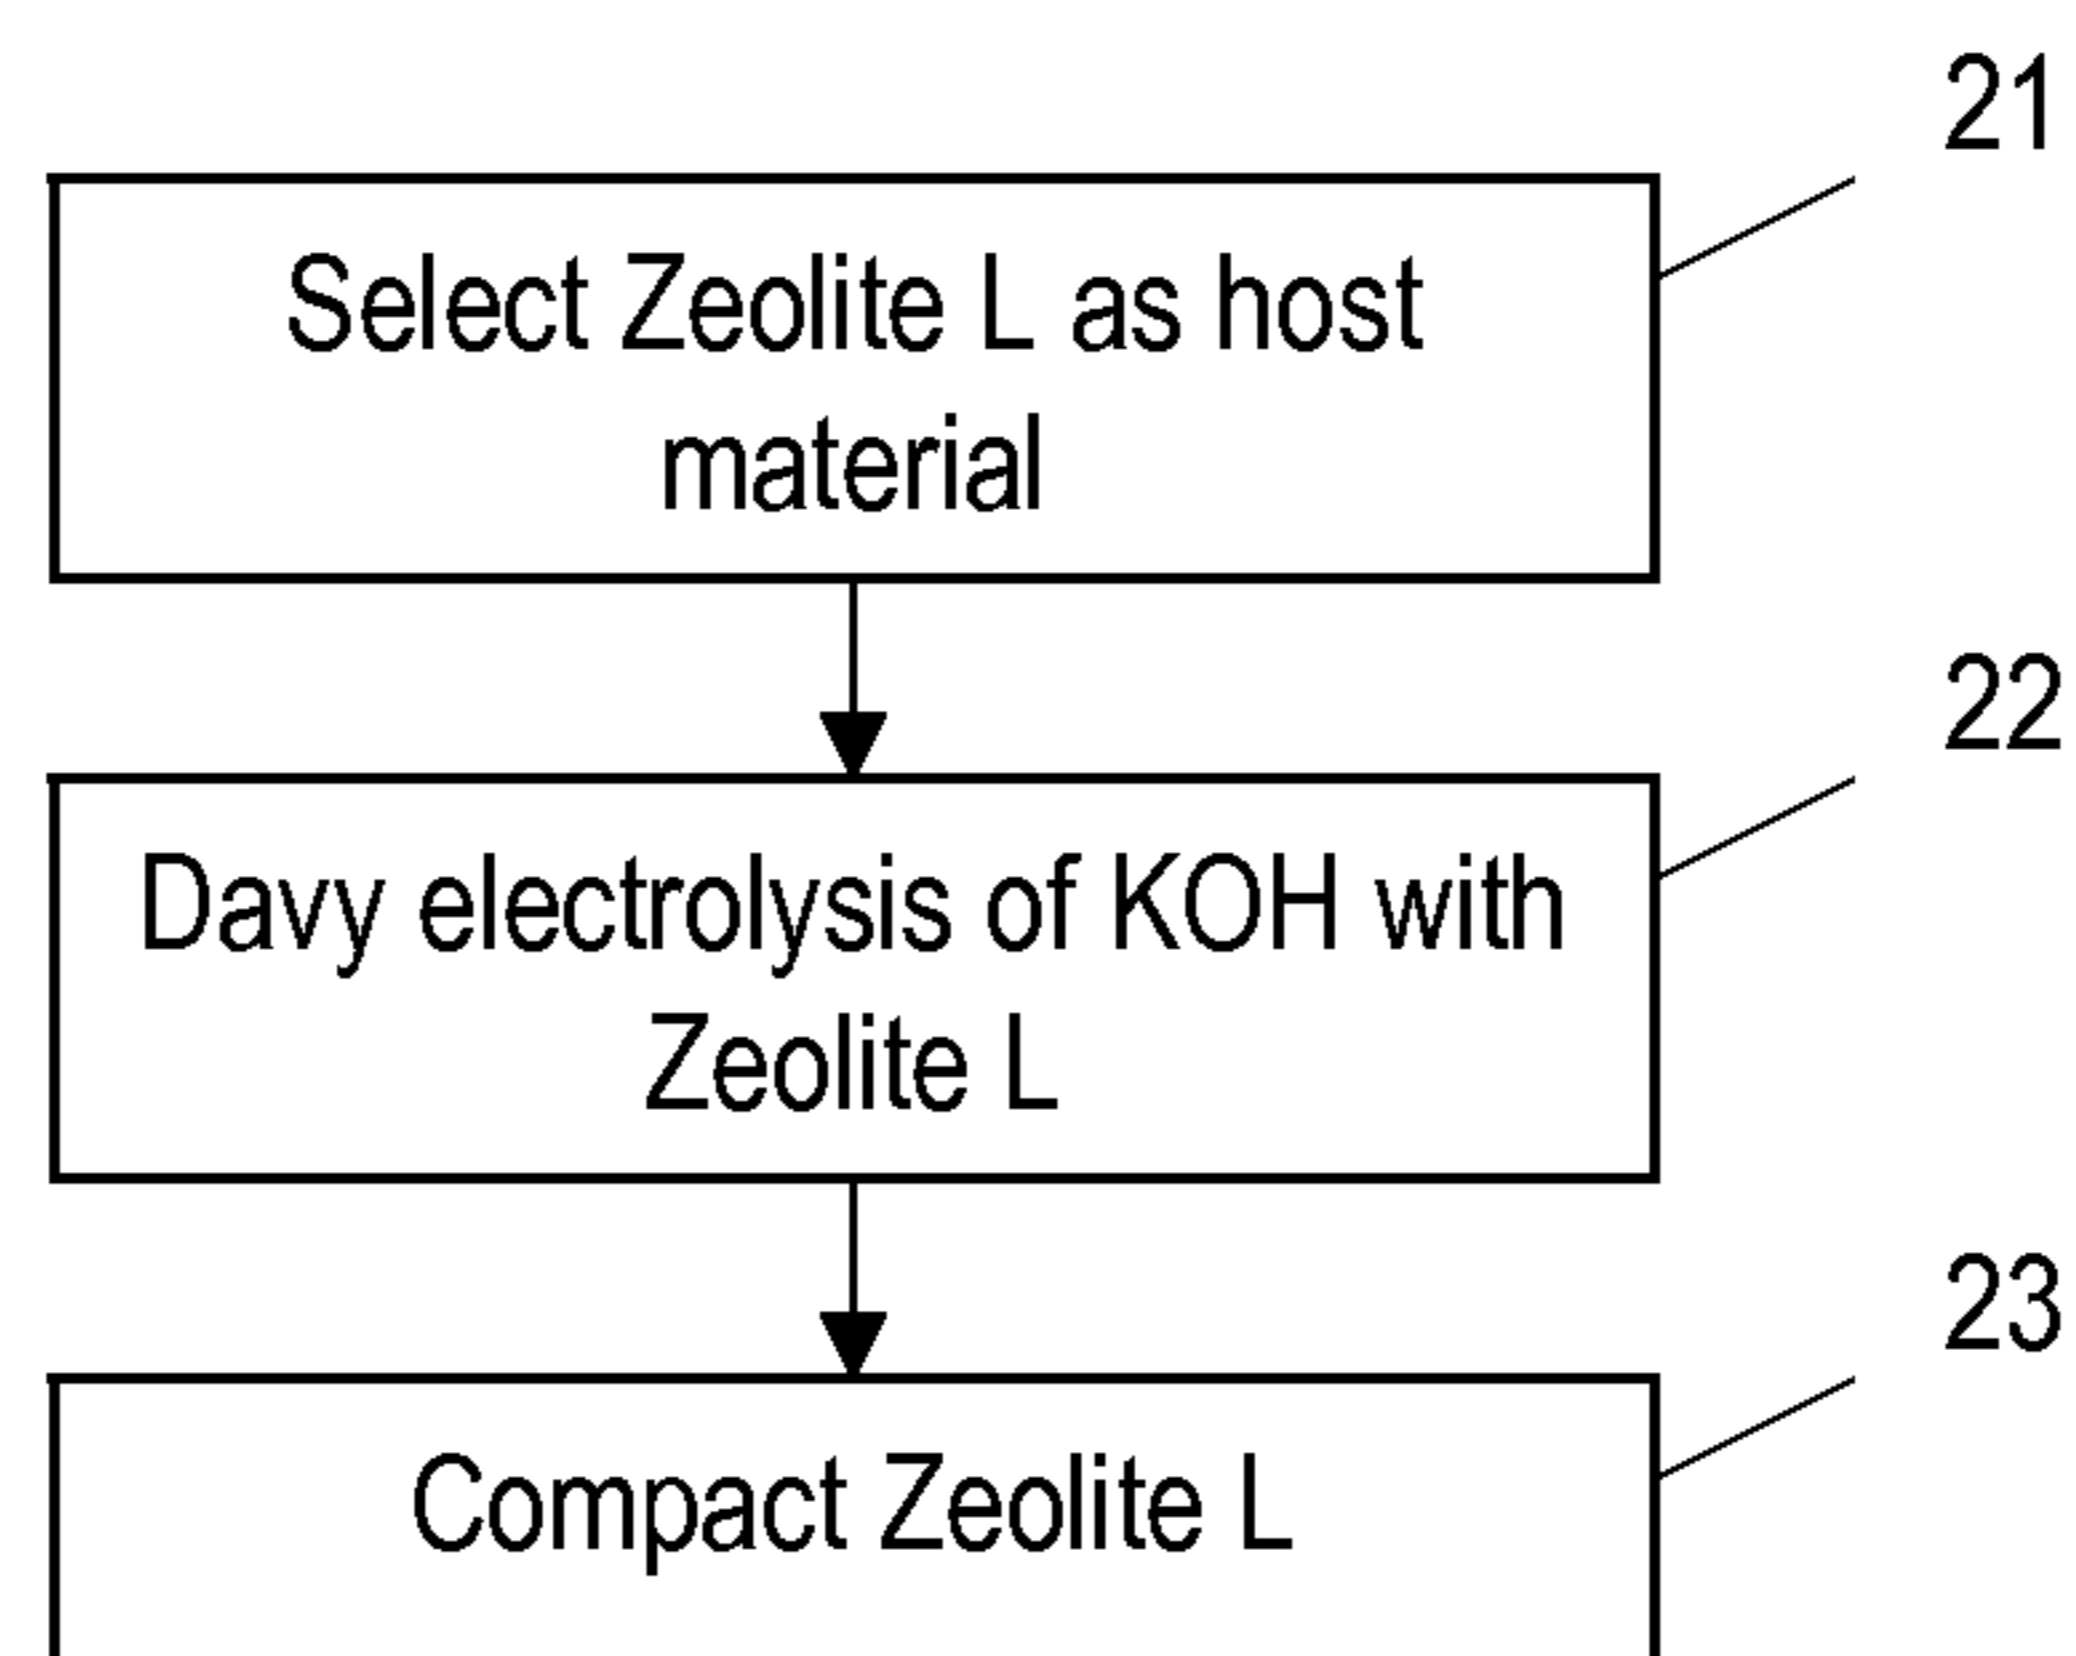 21
Select Zeolite L as host
material
22
Davy electrolysis of KOH with
Zeolite L
23
Compact Zeolite L